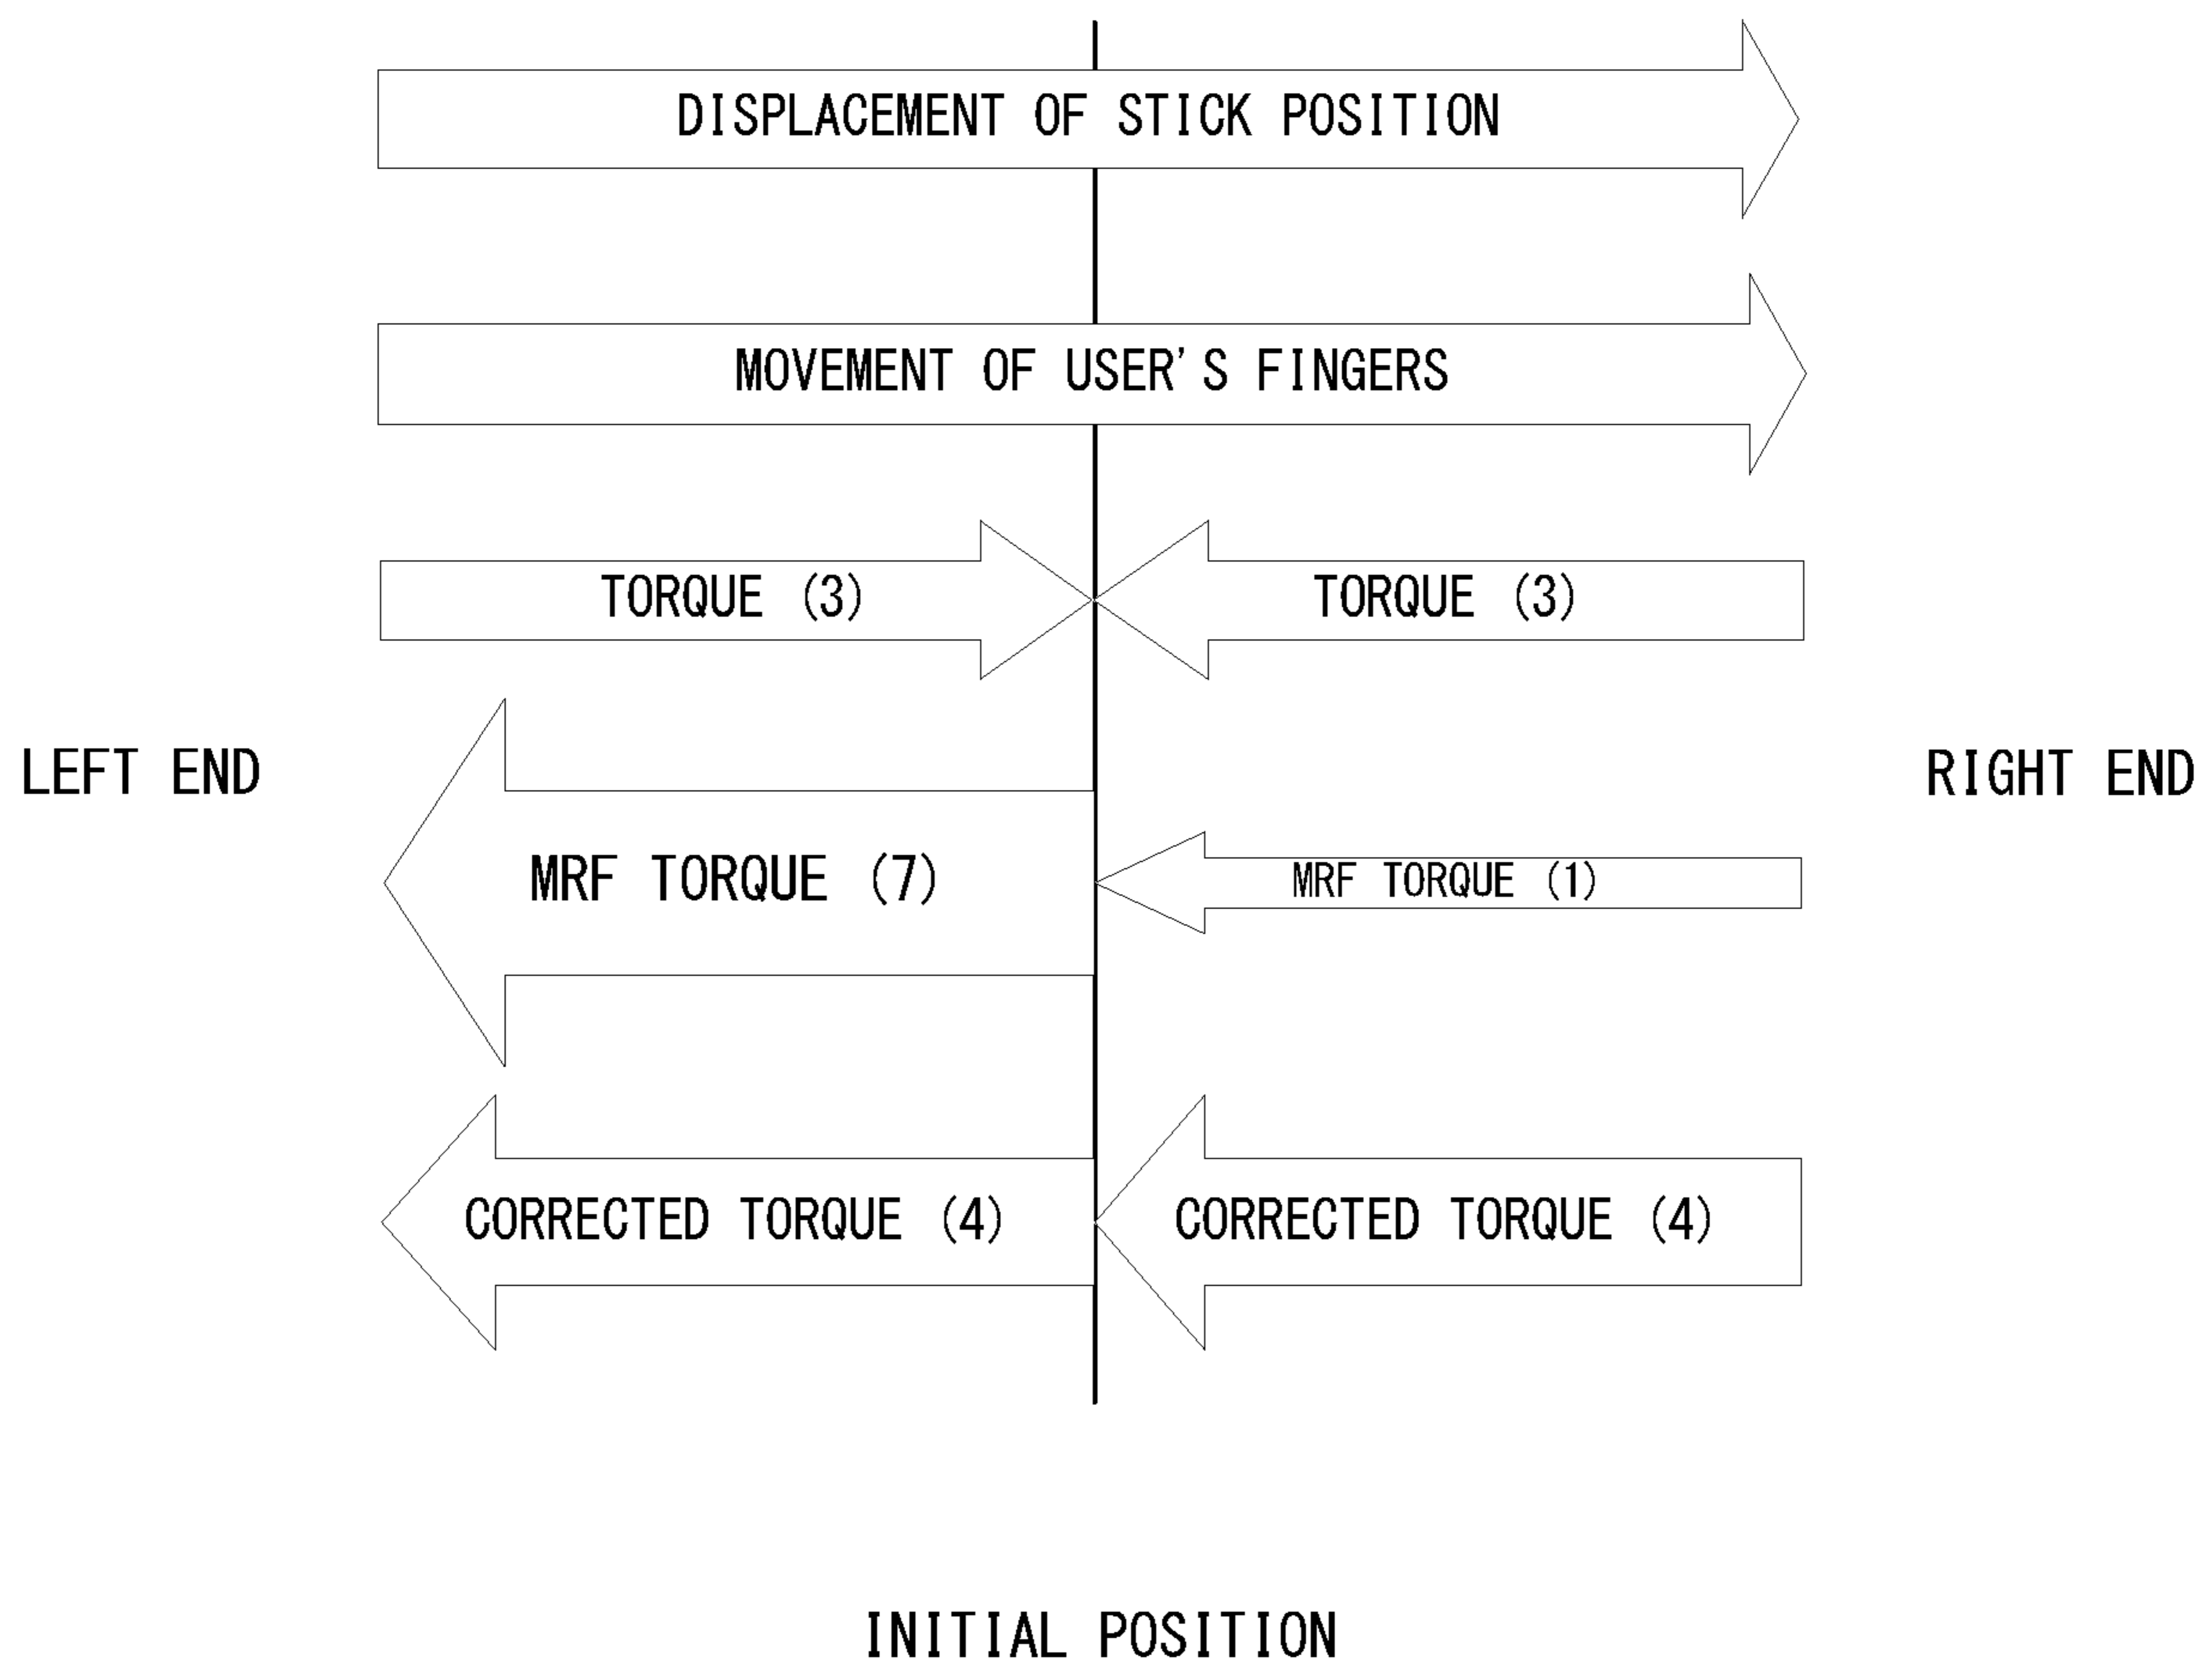 DISPLACEMENT OF STICK POSITION
MOVEMENT OF USER'S FINGERS
TORQUE (3)
TORQUE (3)
LEFT END
RIGHT END
MRF TORQUE (7)
MRF TORQUE (1)
CORRECTED TORQUE (4)
CORRECTED TORQUE (4)
INITIAL POSITION